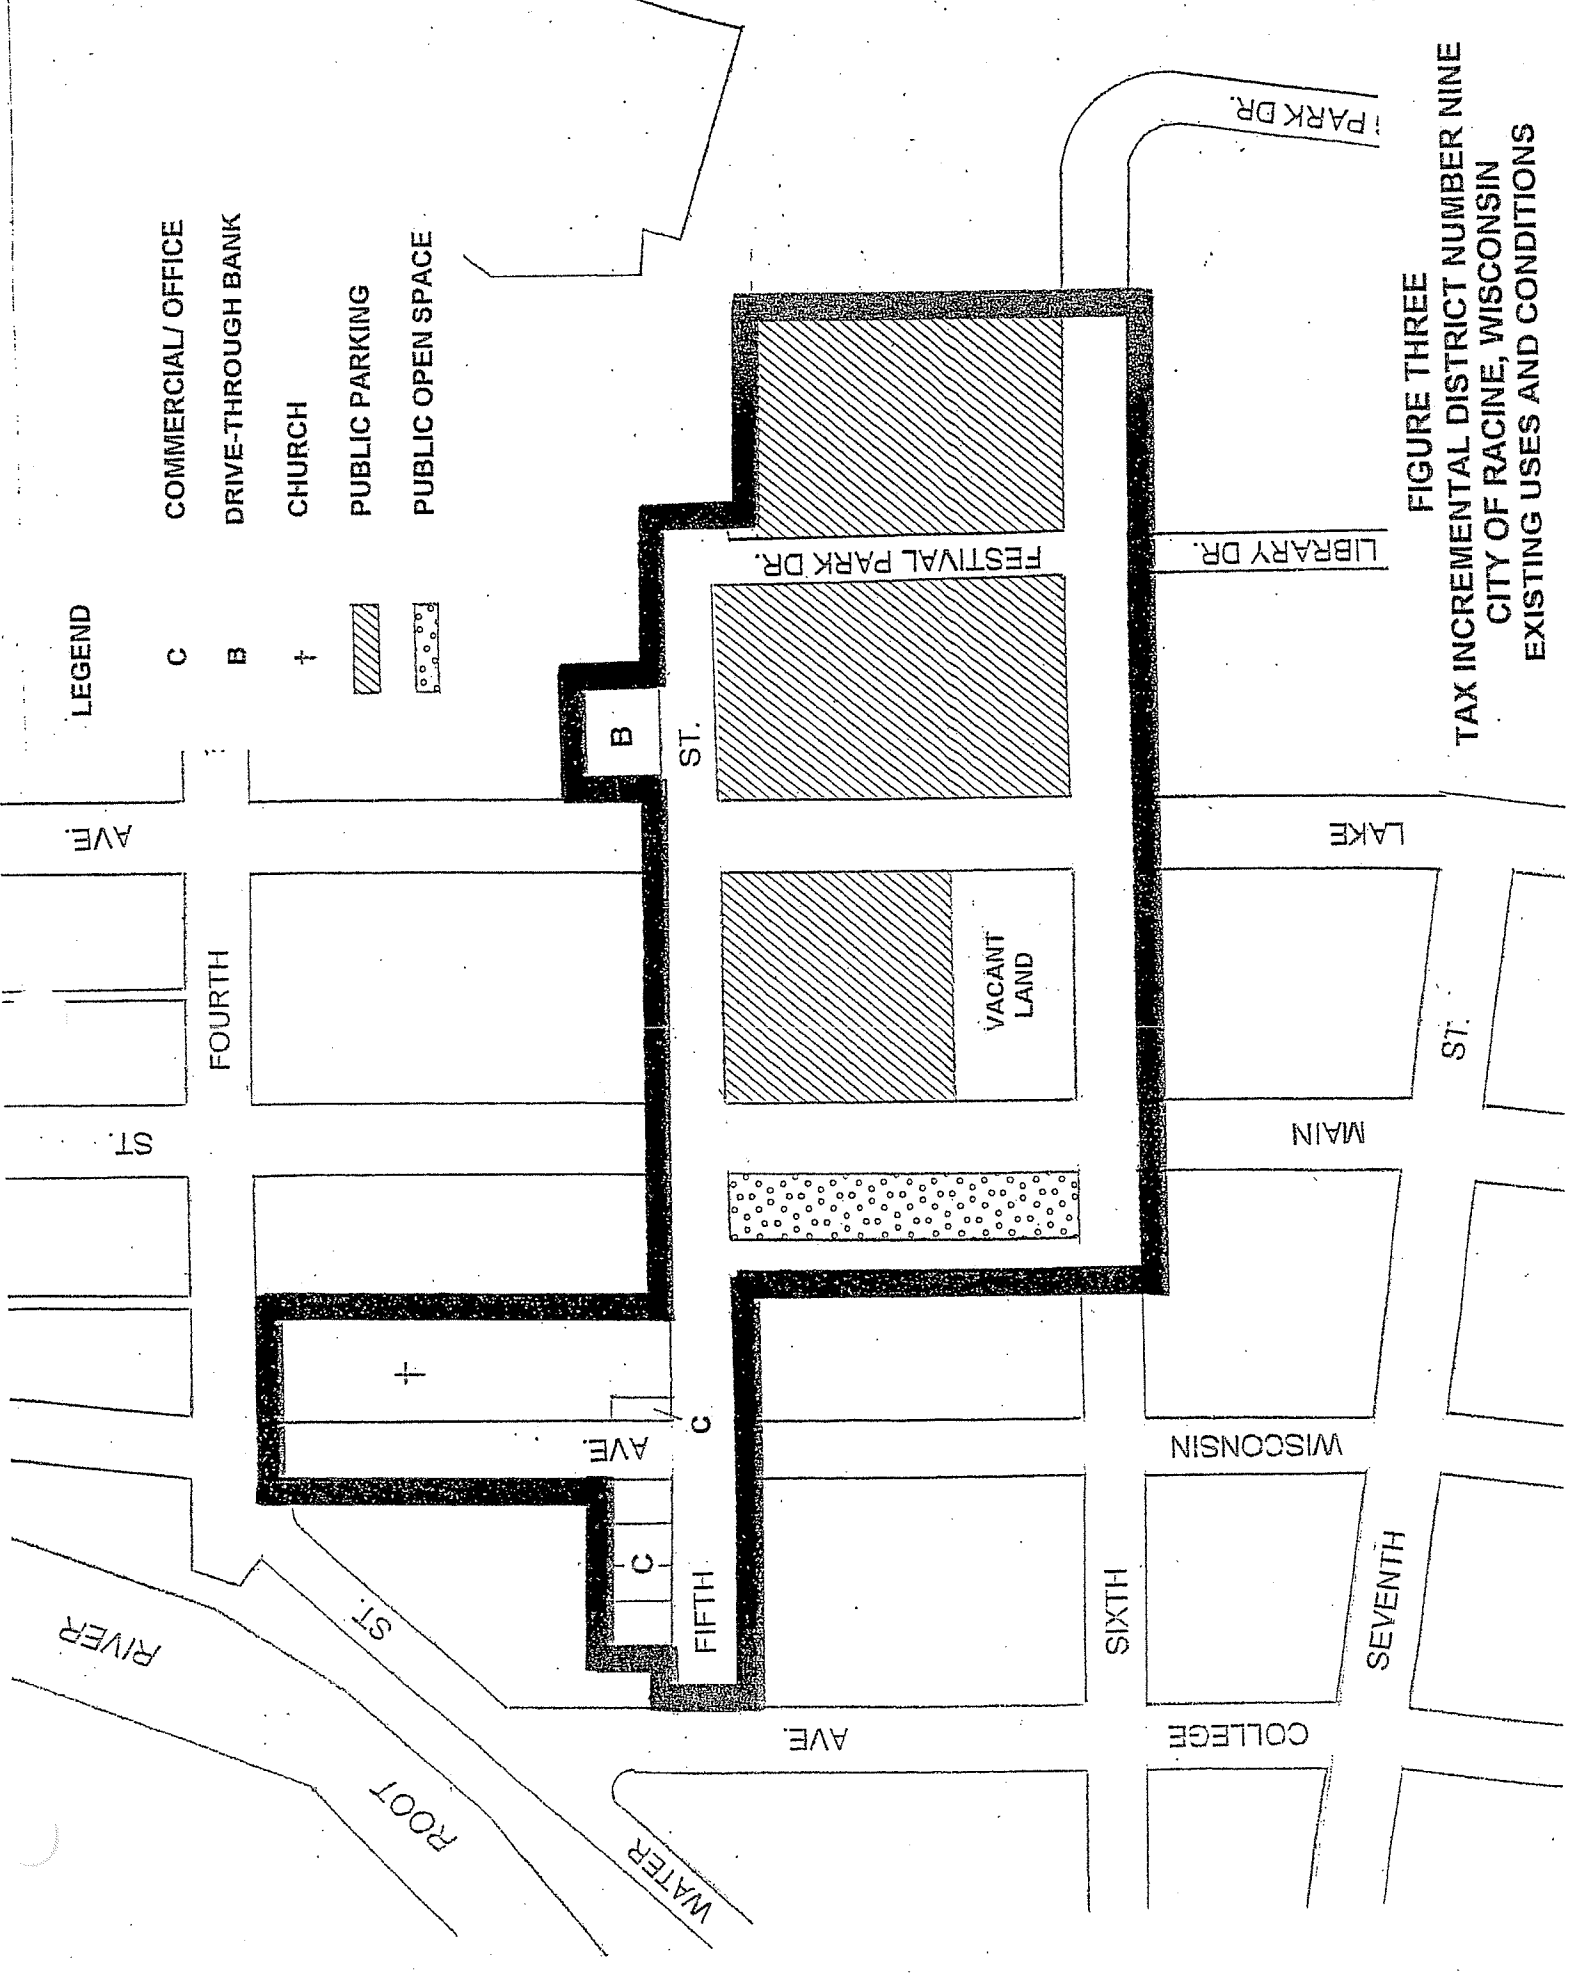 LEGEND
C COMMERCIAL/ OFFICE
B DRIVE-THROUGH BANK
† CHURCH
PUBLIC PARKING
PUBLIC OPEN SPACE
RIVER
ROOT
WATER
ST.
AVE.
ST.
AVE.
FOURTH
†
AVE.
C
C
B
FIFTH
ST.
FESTIVAL PARK DR.
VACANT
LAND
PARK DR.
AVE.
SIXTH
COLLEGE
WISCONSIN
MAIN
LAKE
LIBRARY DR.
SEVENTH
ST.
FIGURE THREE
TAX INCREMENTAL DISTRICT NUMBER NINE
CITY OF RACINE, WISCONSIN
EXISTING USES AND CONDITIONS